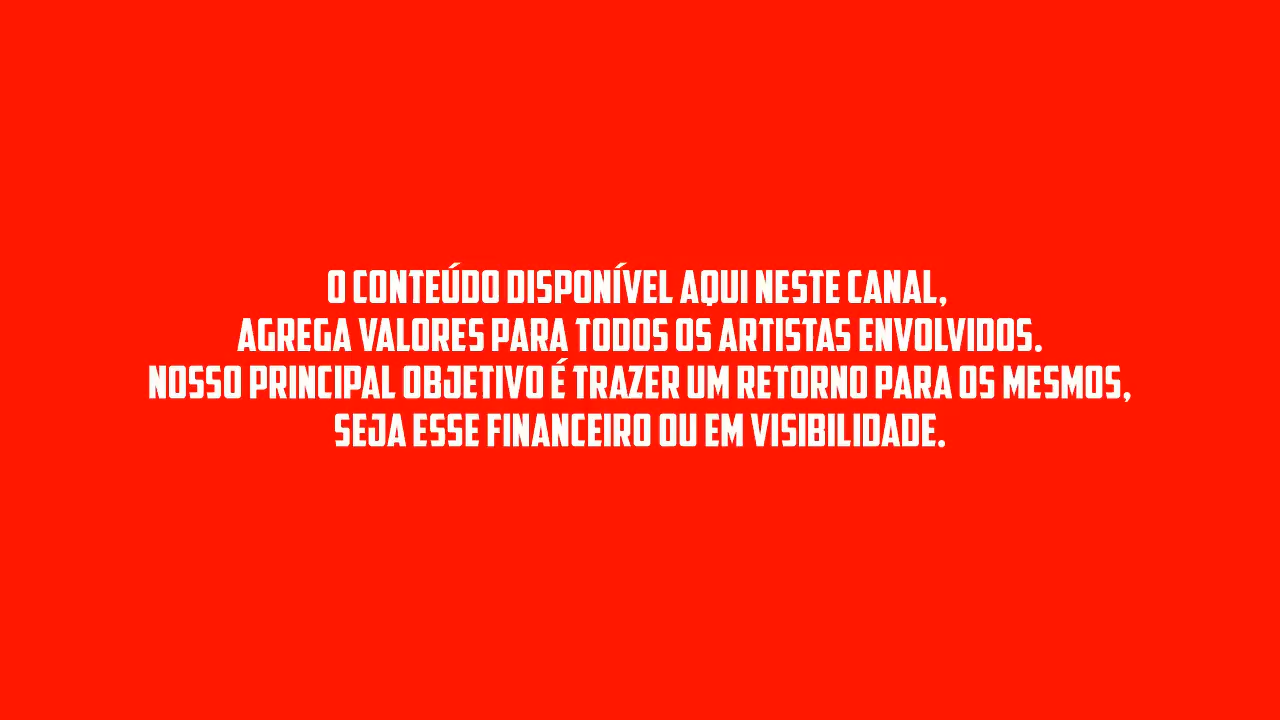 O CONTEÚDO DISPONÍVEL AQUI NESTE CANAL,
AGREGA VALORES PARA TODOS OS ARTISTAS ENVOLVIDOS.
NOSSO PRINCIPAL OBJETIVO É TRAZER UM RETORNO PARA OS MESMOS,
SEJA ESSE FINANCEIRO OU EM VISIBILIDADE.